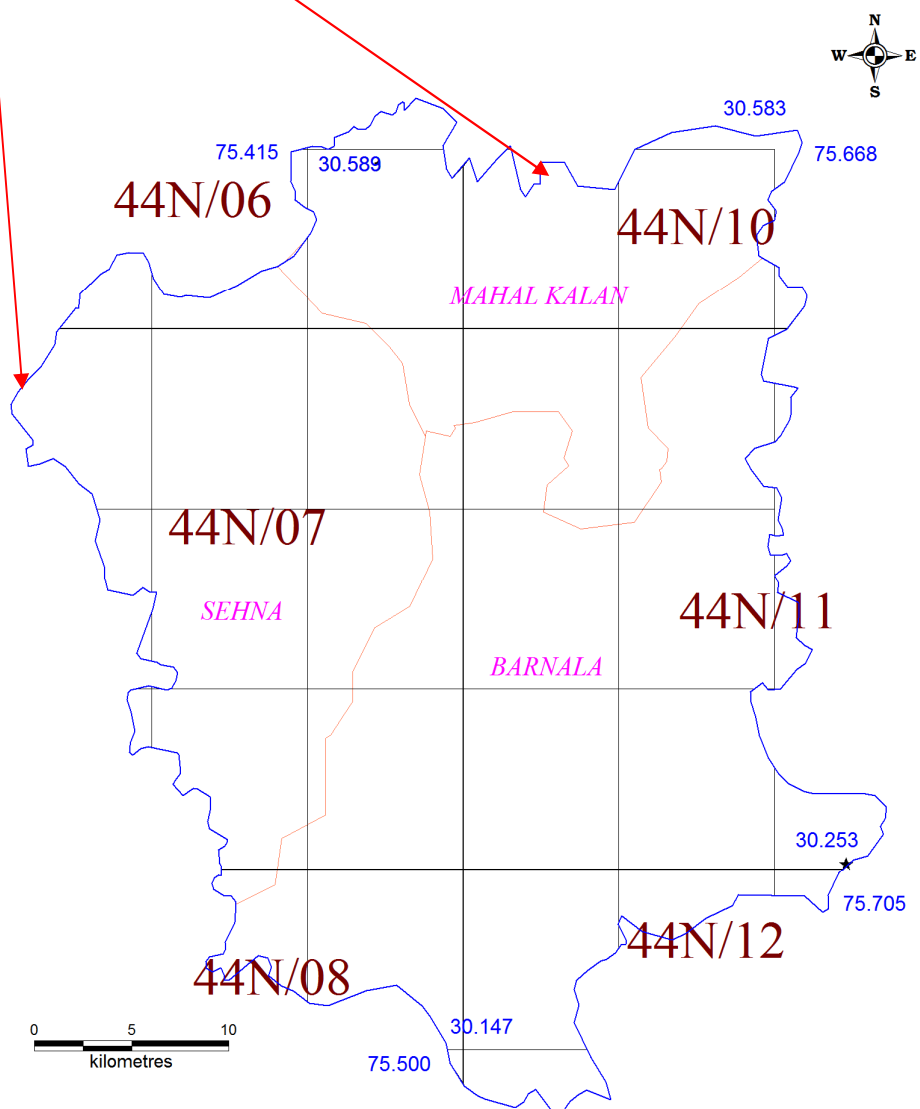 N
W E
S
30.583
75.415
30.589
75.668
44N/06
44N/10
MAHAL KALAN
44N/07
SEHNA
44N/11
BARNALA
30.253
75.705
44N/12
44N/08
30.147
75.500
0 5 10
kilometres